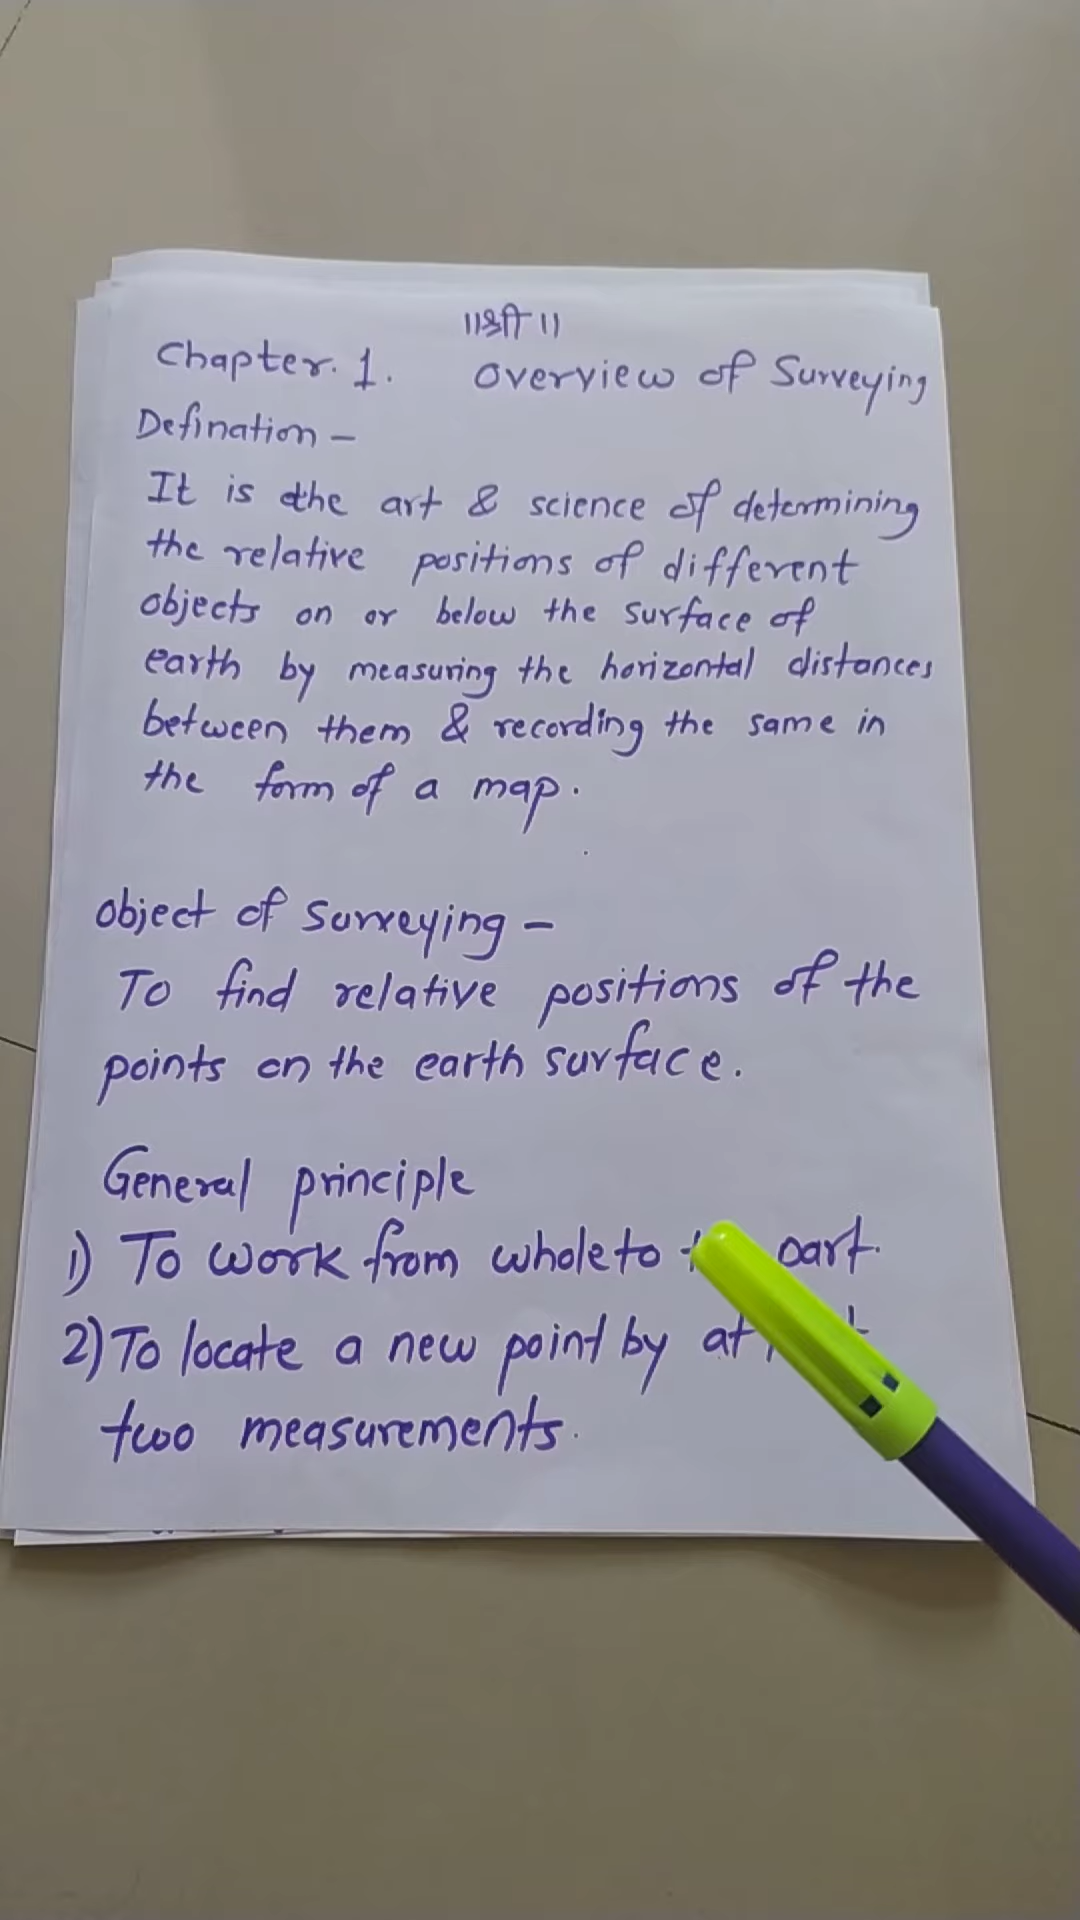 ॥श्री॥
Chapter. 1. Overview of Surveying
Defination –
It is the art & science of determining
the relative positions of different
objects on or below the surface of
earth by measuring the horizontal distances
between them & recording the same in
the form of a map.
Object of Surveying –
To find relative positions of the
points on the earth surface.
General principle
1) To work from whole to part.
2) To locate a new point by at
two measurements.